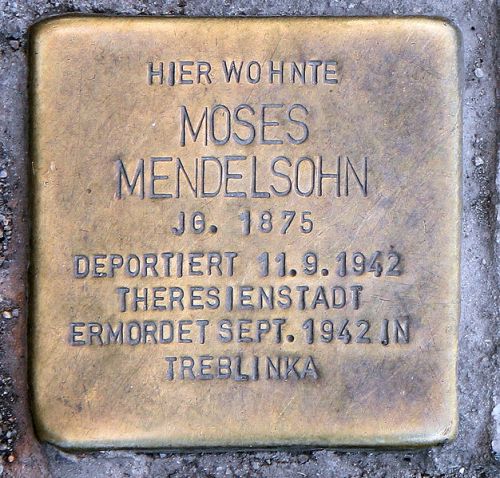 HIER WOHNTE
MOSES
MENDELSOHN
JG. 1875
DEPORTIERT 11.9.1942
THERESIENSTADT
ERMORDET SEPT. 1942 IN
TREBLINKA